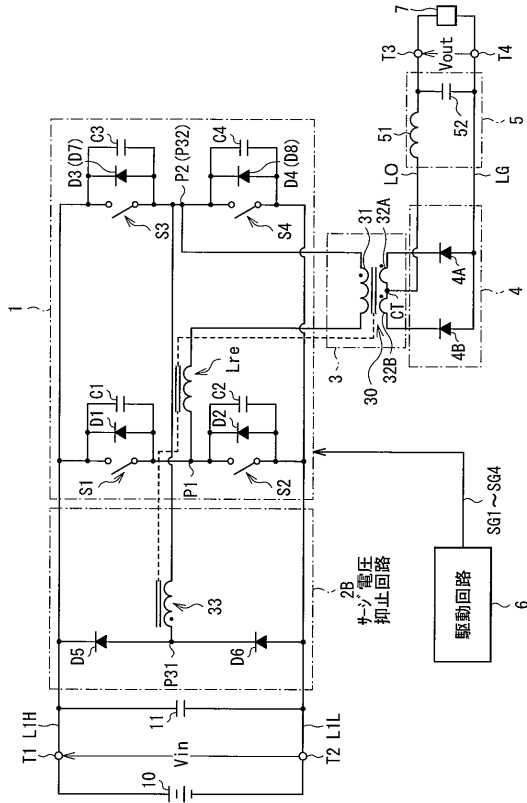 1
S1
D1
C1
S2
D2
C2
P1
Lre
S3
D3(D7)
C3
P2(P32)
S4
D4(D8)
C4
T1
L1H
10
Vin
11
T2
L1L
D5
D6
P31
33
2B
サージ電圧
抑止回路
3
30
31
32A
32B
CT
4A
4B
4
LO
LG
51
52
5
T3
Vout
T4
7
SG1〜SG4
駆動回路
6